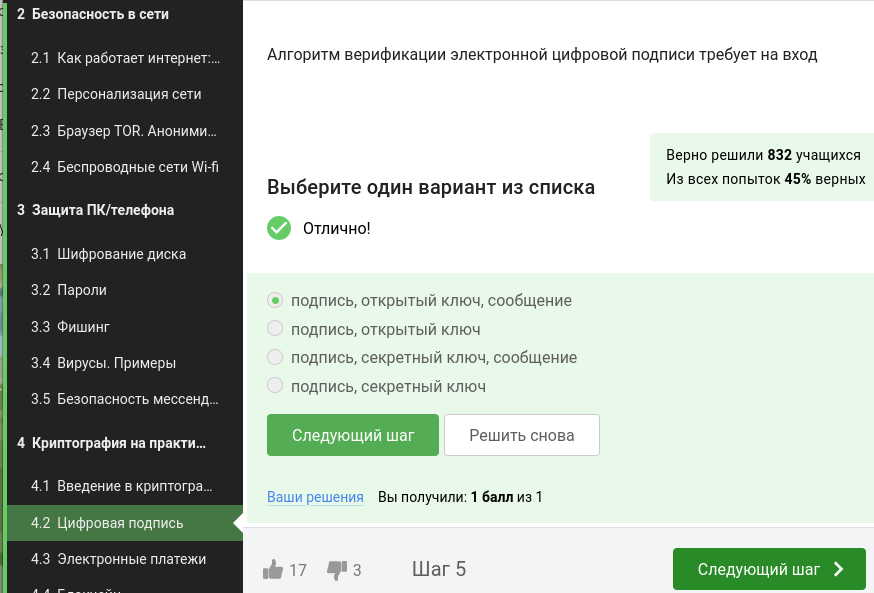 2 Безопасность в сети
2.1 Как работает интернет:...
2.2 Персонализация сети
2.3 Браузер TOR. Аноними...
2.4 Беспроводные сети Wi-fi
3 Защита ПК/телефона
3.1 Шифрование диска
3.2 Пароли
3.3 Фишинг
3.4 Вирусы. Примеры
3.5 Безопасность мессенд...
4 Криптография на практи...
4.1 Введение в криптогра...
4.2 Цифровая подпись
4.3 Электронные платежи
4.4 Блокчейн
Алгоритм верификации электронной цифровой подписи требует на вход
Верно решили 832 учащихся
Из всех попыток 45% верных
Выберите один вариант из списка
Отлично!
подпись, открытый ключ, сообщение
подпись, открытый ключ
подпись, секретный ключ, сообщение
подпись, секретный ключ
Следующий шаг
Решить снова
Ваши решения Вы получили: 1 балл из 1
17 3 Шаг 5
Следующий шаг